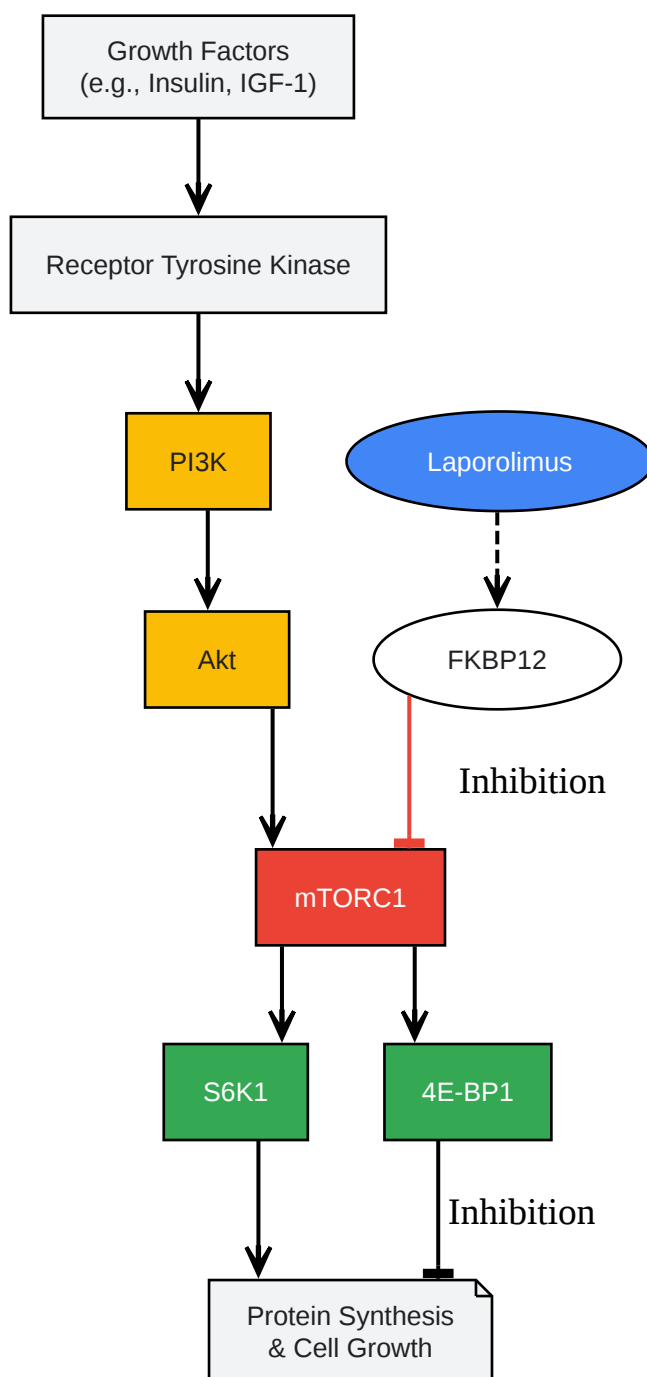 Growth Factors
(e.g., Insulin, IGF-1)
Receptor Tyrosine Kinase
PI3K
Laporolimus
Akt
FKBP12
Inhibition
mTORC1
S6K1
4E-BP1
Inhibition
Protein Synthesis
& Cell Growth